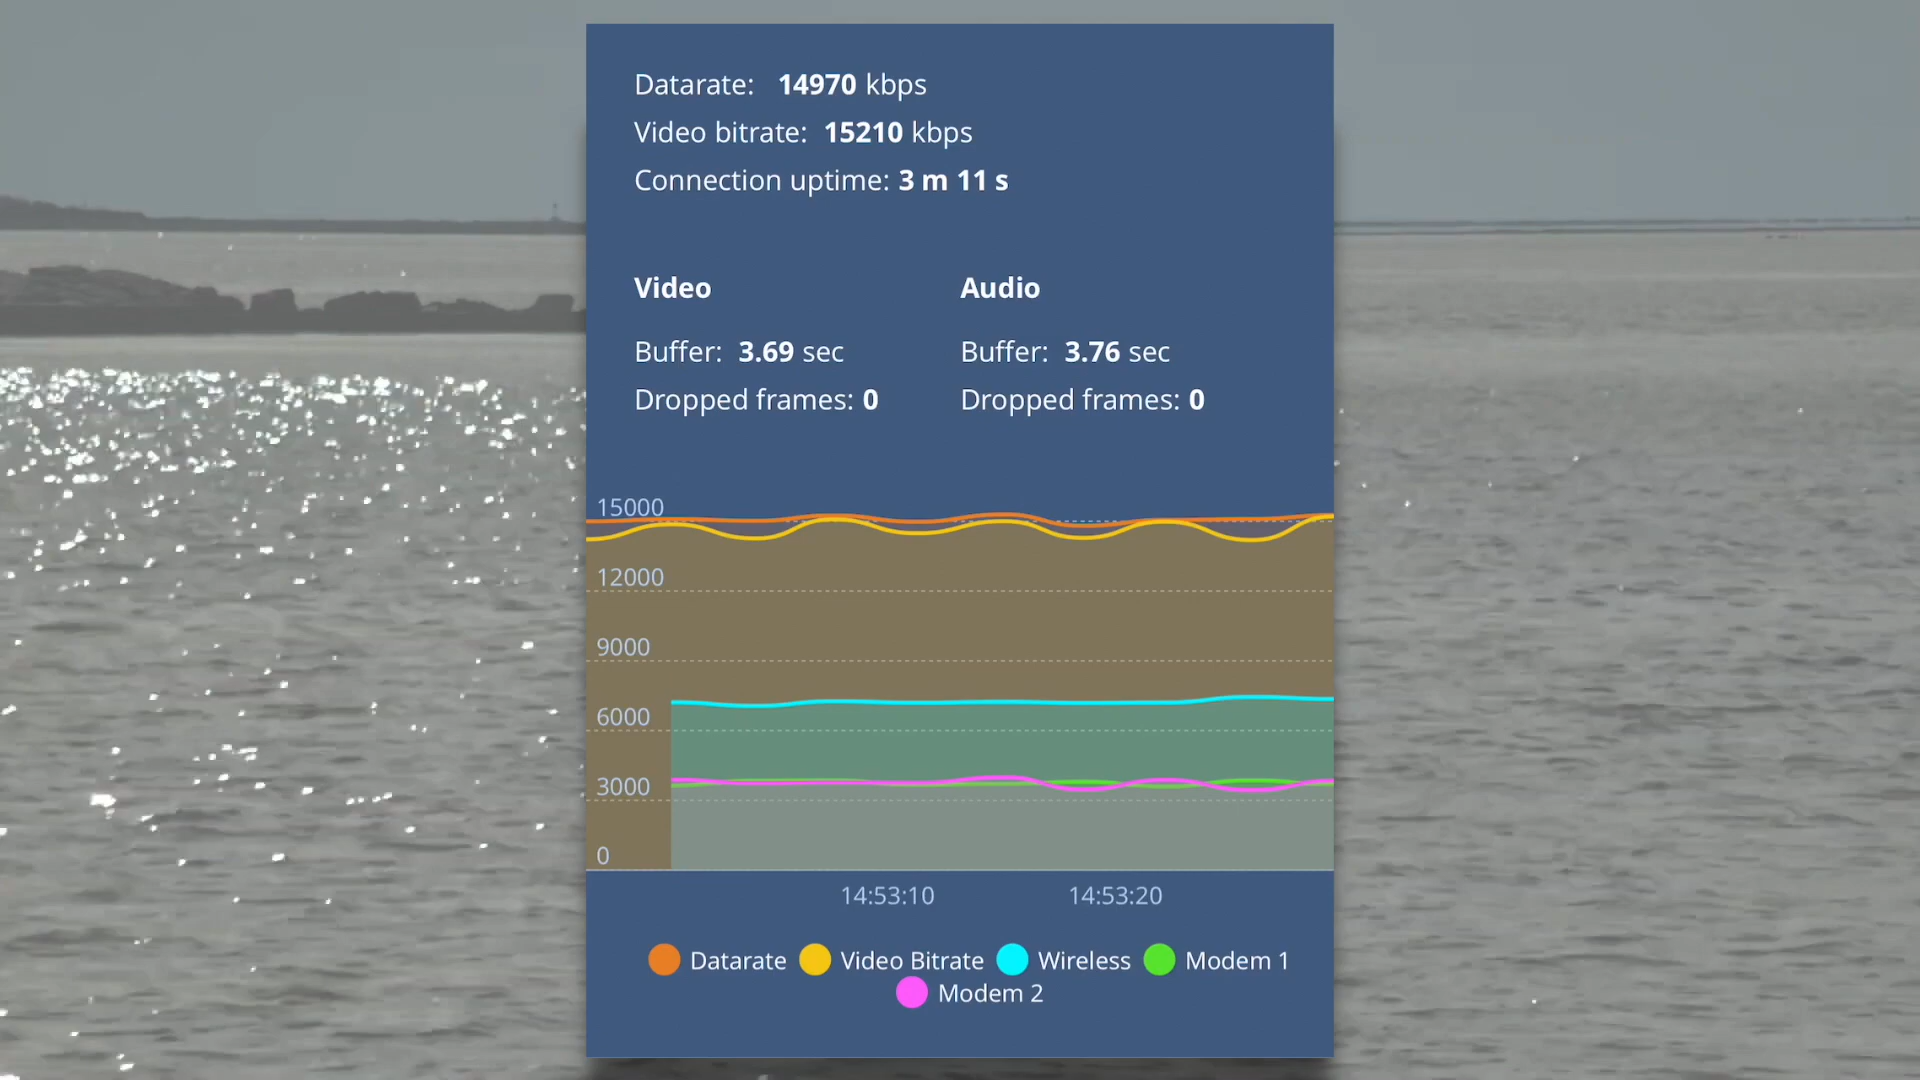 Datarate: 14970 kbps
Video bitrate: 15210 kbps
Connection uptime: 3 m 11 s
Video
Audio
Buffer: 3.69 sec
Buffer: 3.76 sec
Dropped frames: 0
Dropped frames: 0
15000
12000
9000
6000
3000
0
14:53:10 14:53:20
Datarate Video Bitrate Wireless Modem 1
Modem 2